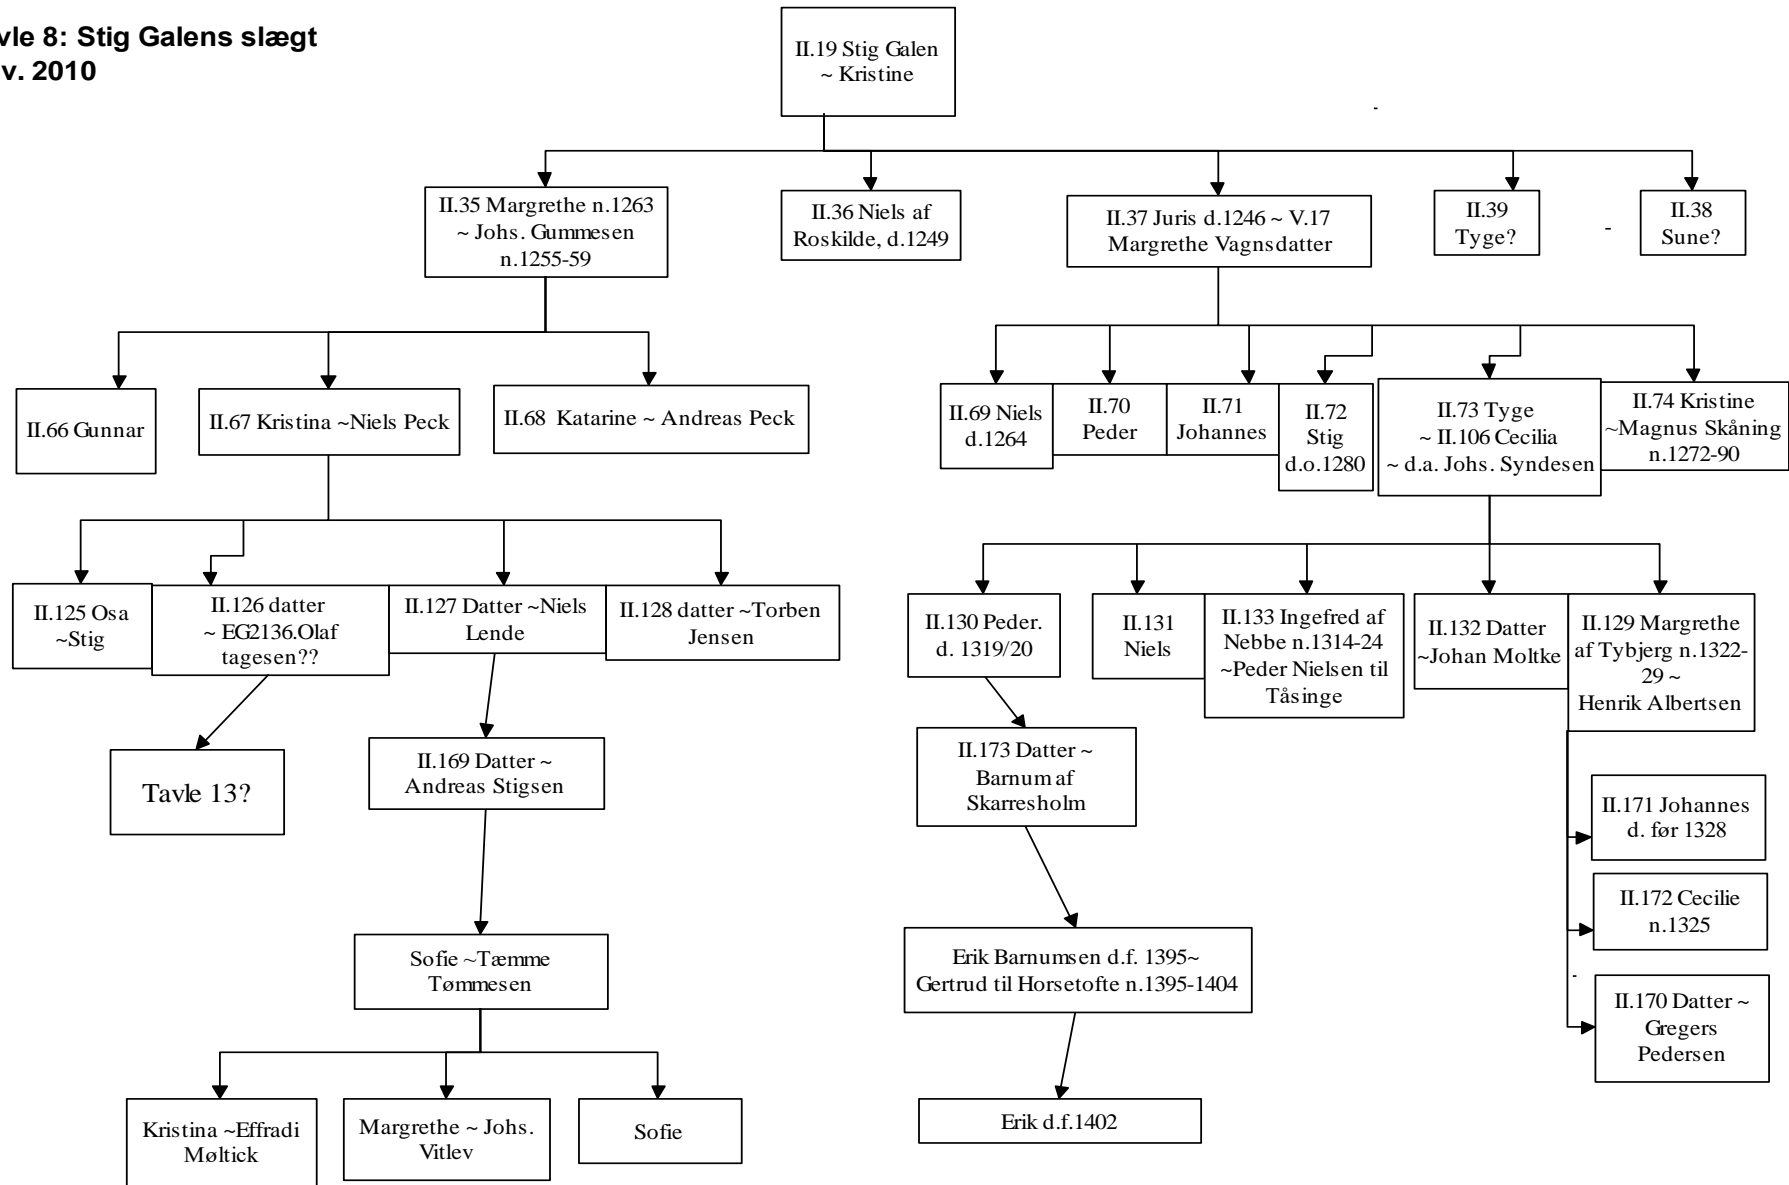 vle 8: Stig Galens slægt
v. 2010
II.19 Stig Galen
~ Kristine
-
II.35 Margrethe n.1263
~ Johs. Gummesen
n.1255-59
II.36 Niels af
Roskilde, d.1249
II.37 Juris d.1246 ~ V.17
Margrethe Vagnsdatter
II.39
Tyge?
-
II.38
Sune?
II.66 Gunnar
II.67 Kristina ~Niels Peck
II.68 Katarine ~ Andreas Peck
II.69 Niels
d.1264
II.70
Peder
II.71
Johannes
II.72
Stig
d.o.1280
II.73 Tyge
~ II.106 Cecilia
~ d.a. Johs. Syndesen
II.74 Kristine
~Magnus Skåning
n.1272-90
II.125 Osa
~Stig
II.126 datter
~ EG2136.Olaf
tagesen??
II.127 Datter ~Niels
Lende
II.128 datter ~Torben
Jensen
II.130 Peder.
d. 1319/20
II.131
Niels
II.133 Ingefred af
Nebbe n.1314-24
~Peder Nielsen til
Tåsinge
II.132 Datter
~Johan Moltke
II.129 Margrethe
af Tybjerg n.1322-
29 ~
Henrik Albertsen
Tavle 13?
II.169 Datter ~
Andreas Stigsen
II.173 Datter ~
Barnum af
Skarresholm
II.171 Johannes
d. før 1328
II.172 Cecilie
n.1325
-
II.170 Datter ~
Gregers
Pedersen
Sofie ~Tæmme
Tømmesen
Erik Barnumsen d.f. 1395~
Gertrud til Horsetofte n.1395-1404
Kristina ~Effradi
Møltick
Margrethe ~ Johs.
Vitlev
Sofie
Erik d.f.1402